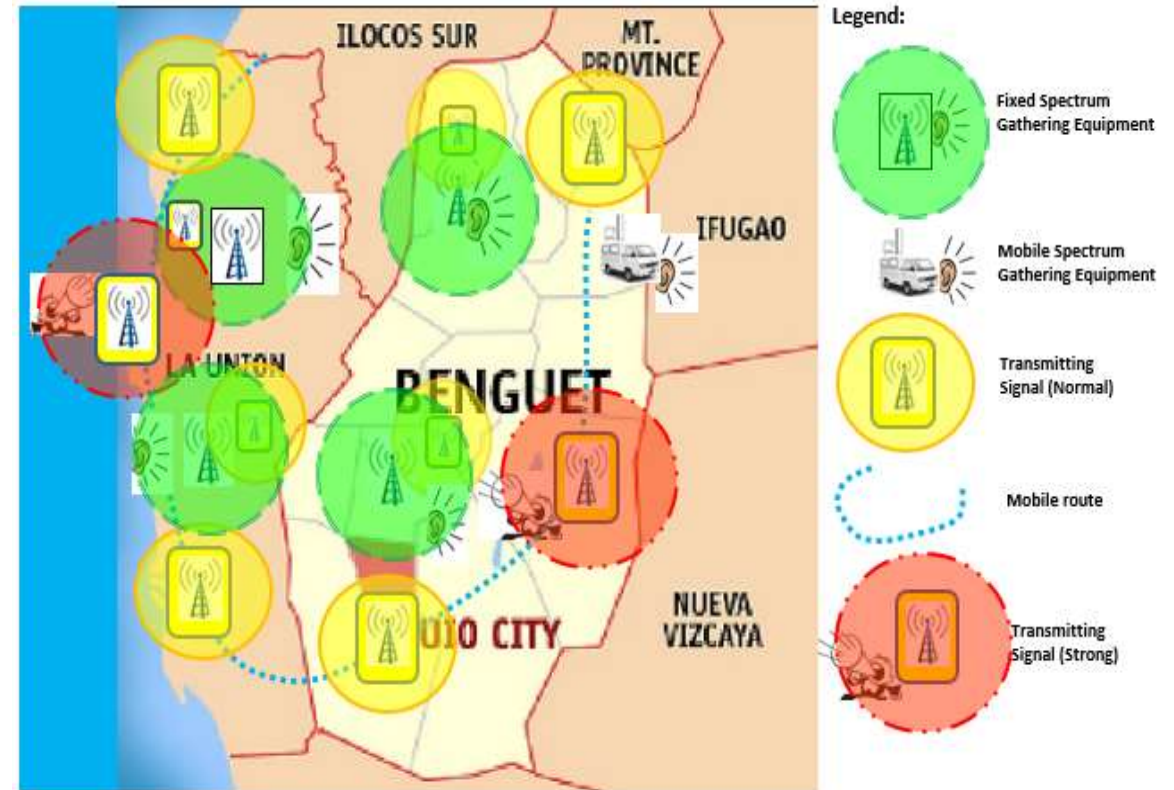 ILOCOS SUR
MT.
PROVINCE
IFUGAO
LA UNION
BENGUET
UIO CITY
NUEVA
VIZCAYA
Legend:
Fixed Spectrum
Gathering Equipment
Mobile Spectrum
Gathering Equipment
Transmitting
Signal (Normal)
Mobile route
Transmitting
Signal (Strong)